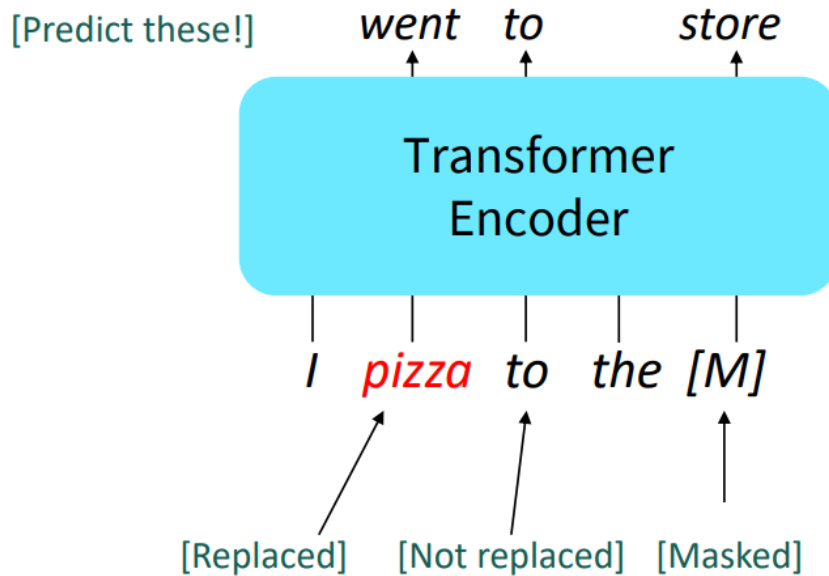 [Predict these!] went to store
Transformer
Encoder
I pizza to the [M]
[Replaced] [Not replaced] [Masked]